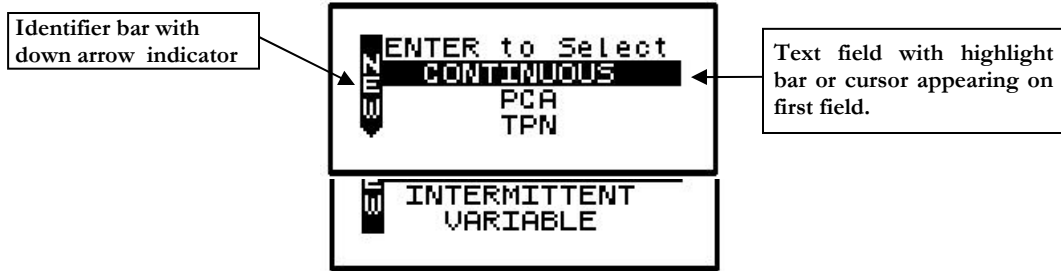 Identifier bar with
down arrow indicator
NEW
ENTER to Select
CONTINUOUS
PCA
TPN
Text field with highlight
bar or cursor appearing on
first field.
EW
INTERMITTENT
VARIABLE